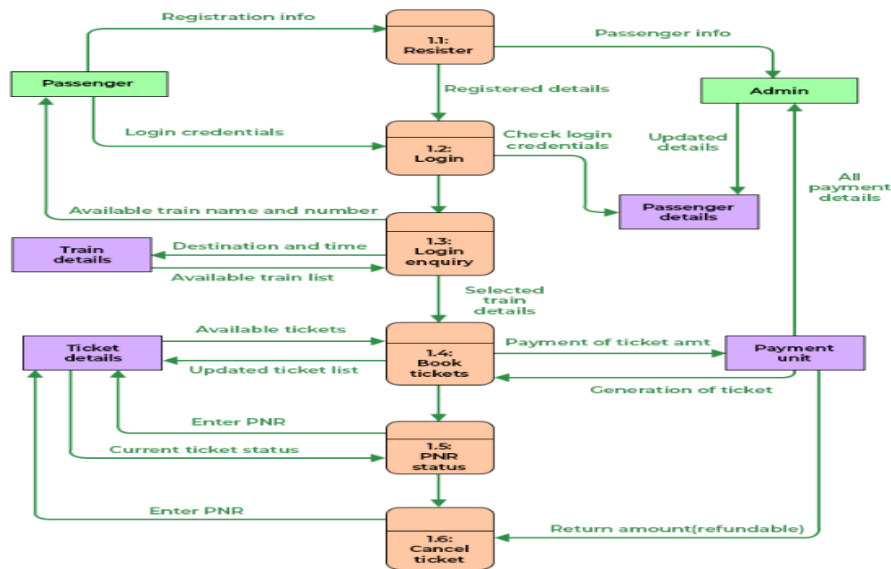 Registration info
1.1:
Resister
Passenger info
Passenger
Admin
Registered details
Login credentials
1.2:
Login
Check login
credentials
Updated
details
All
payment
details
Available train name and number
Passenger
details
Train
details
Destination and time
1.3:
Login
enquiry
Available train list
Selected
train
details
Available tickets
Ticket
details
1.4:
Book
tickets
Payment of ticket amt
Payment
unit
Updated ticket list
Generation of ticket
Enter PNR
1.5:
PNR
status
Current ticket status
Enter PNR
1.6:
Cancel
ticket
Return amount(refundable)